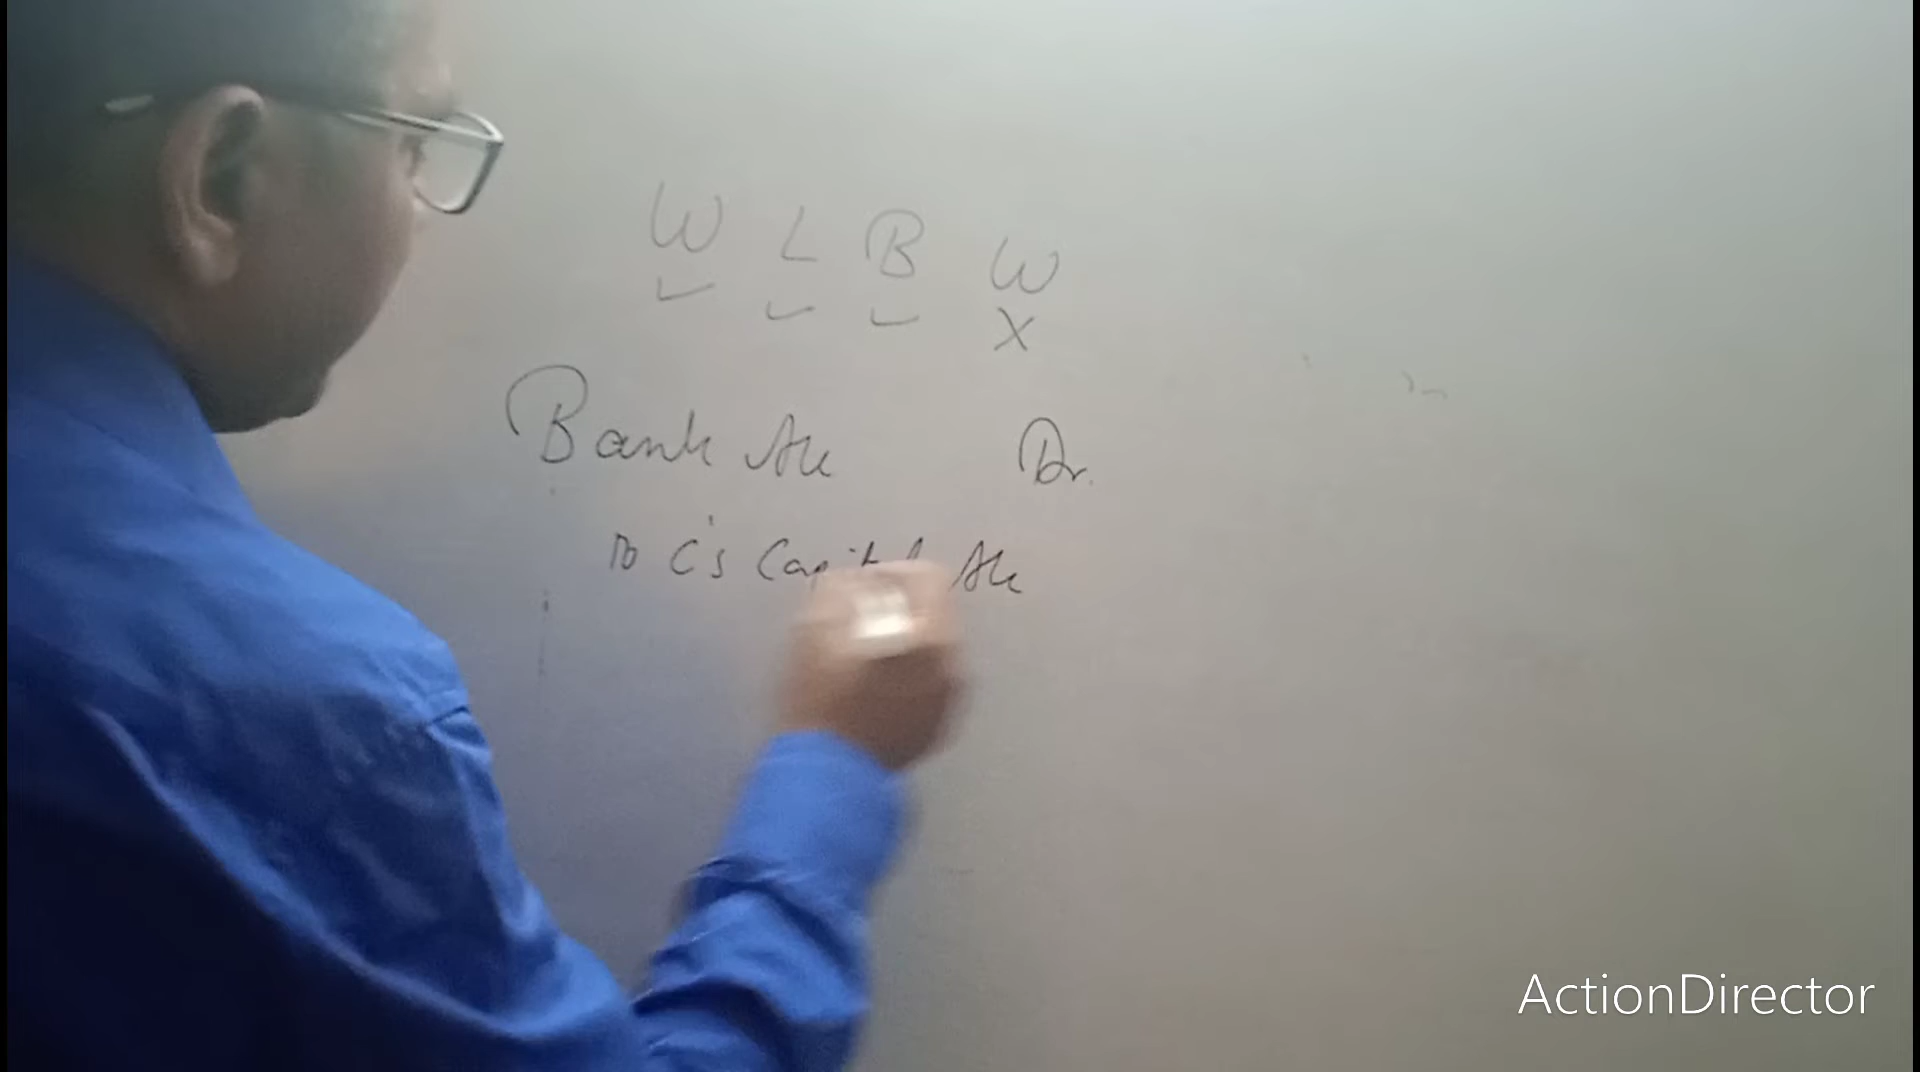 W L B W
✓ ✓ ✓ X
Bank A/c Dr.
To C's Capital A/c
ActionDirector